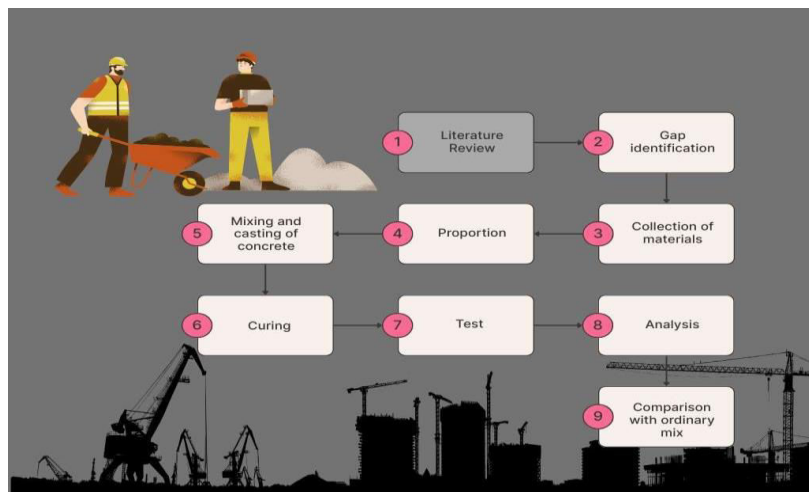 1
Literature
Review
2
Gap
identification
3
Collection of
materials
4
Proportion
5
Mixing and
casting of
concrete
6
Curing
7
Test
8
Analysis
9
Comparison
with ordinary
mix